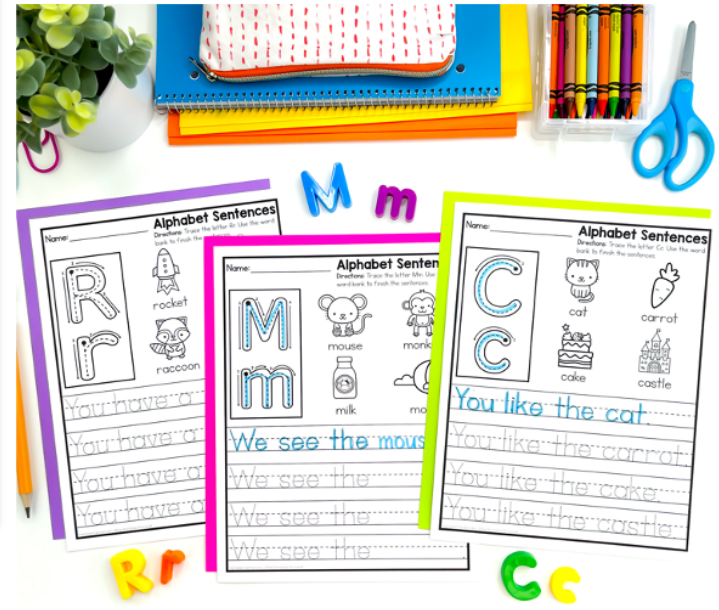 M m
Name:
Alphabet Sentences
Directions: Trace the letter Rr. Use the word
bank to finish the
R
r
rocket
raccoon
You have a
You have a
You have a
You have a
Name:
Alphabet Senten
Directions: Trace the letter Mm. Use
word bank to finish the sentences.
M
m
mouse
monk
milk
mo
We see the mous
We see the
We see the
We see the
Name:
Alphabet Sentences
Directions: Trace the letter Cc. Use the word
bank to finish the sentences
C
c
cat
carrot
cake
castle
You like the cat.
You like the carrot.
You like the cake.
You like the castle.
R r
C c